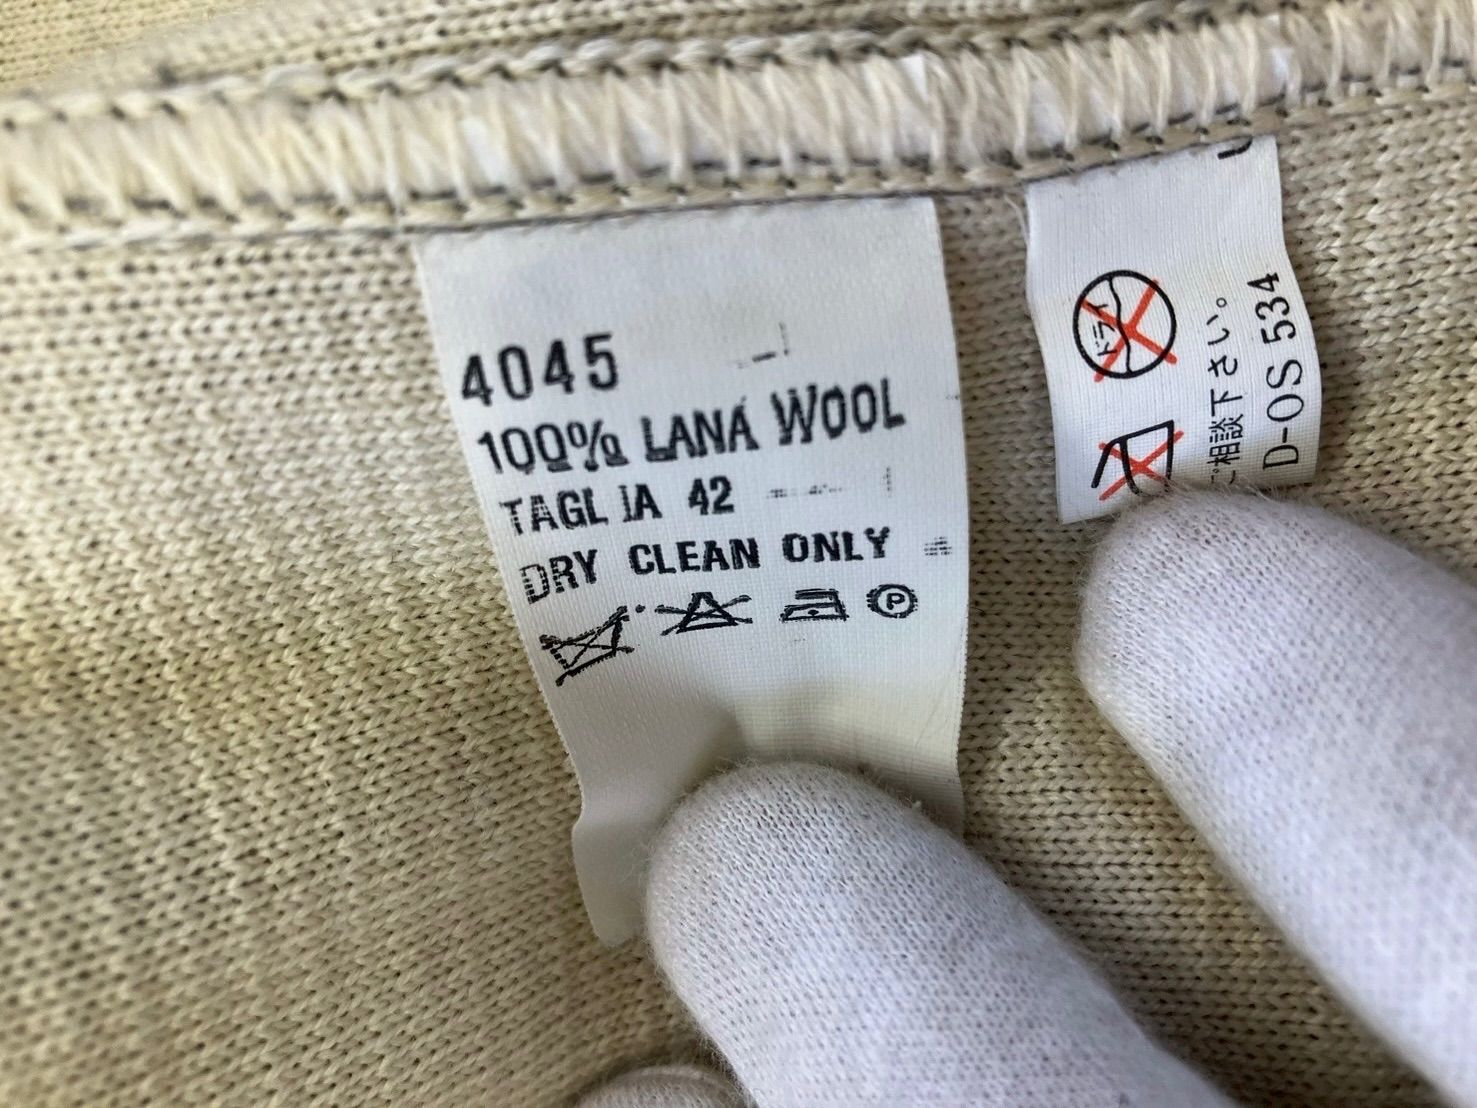 4045
100% LANA WOOL
TAGLIA 42
DRY CLEAN ONLY
P
ドライ
ご相談下さい。
D-OS 534